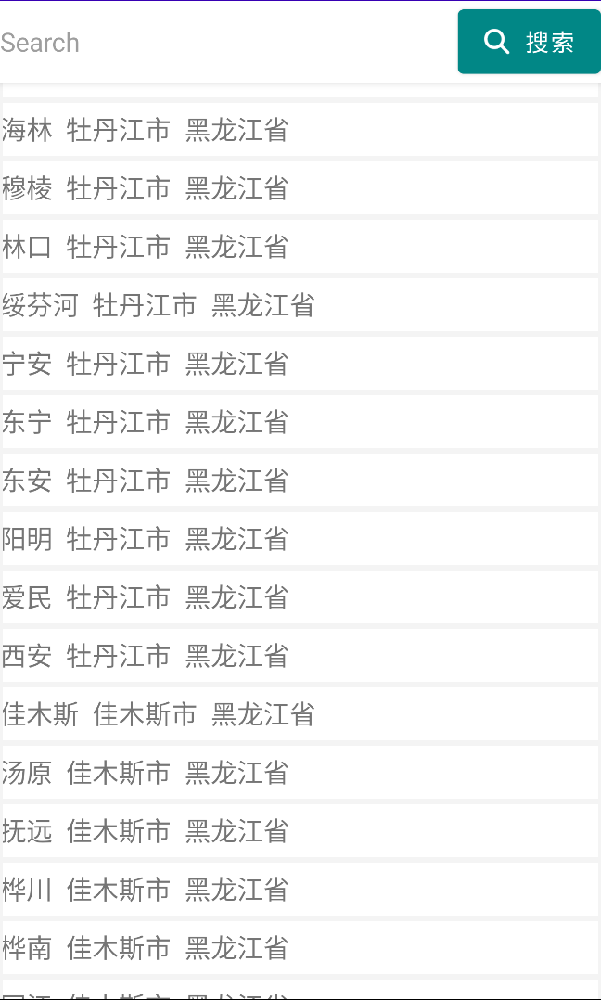 Search 搜索
海林 牡丹江市 黑龙江省
穆棱 牡丹江市 黑龙江省
林口 牡丹江市 黑龙江省
绥芬河 牡丹江市 黑龙江省
宁安 牡丹江市 黑龙江省
东宁 牡丹江市 黑龙江省
东安 牡丹江市 黑龙江省
阳明 牡丹江市 黑龙江省
爱民 牡丹江市 黑龙江省
西安 牡丹江市 黑龙江省
佳木斯 佳木斯市 黑龙江省
汤原 佳木斯市 黑龙江省
抚远 佳木斯市 黑龙江省
桦川 佳木斯市 黑龙江省
桦南 佳木斯市 黑龙江省